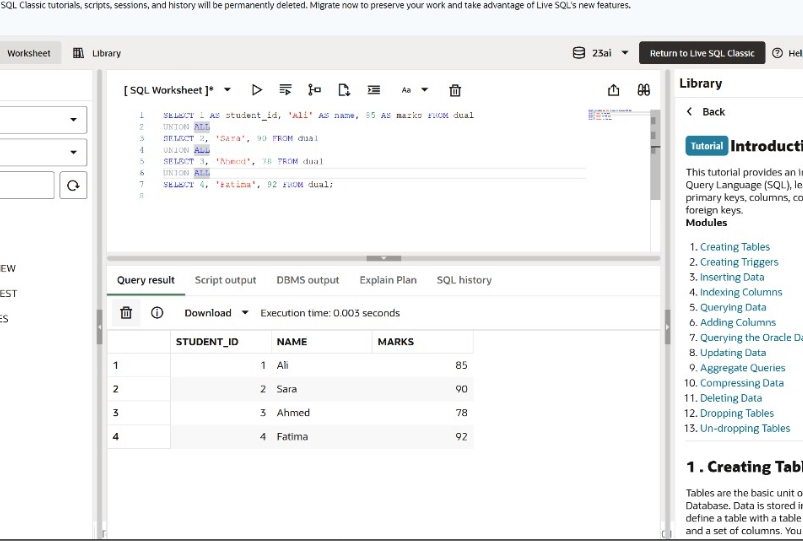 SQL Classic tutorials, scripts, sessions, and history will be permanently deleted. Migrate now to preserve your work and take advantage of Live SQL's new features.
Worksheet
Library
23ai
Return to Live SQL Classic
Hel
[ SQL Worksheet ]*
Aa
1 SELECT 1 AS student_id, 'Ali' AS name, 85 AS marks FROM dual
2 UNION ALL
3 SELECT 2, 'Sara', 90 FROM dual
4 UNION ALL
5 SELECT 3, 'Ahmed', 78 FROM dual
6 UNION ALL
7 SELECT 4, 'Fatima', 92 FROM dual;
8
EW
EST
ES
Query result Script output DBMS output Explain Plan SQL history
Download Execution time: 0.003 seconds
STUDENT_ID NAME MARKS
1 1 Ali 85
2 2 Sara 90
3 3 Ahmed 78
4 4 Fatima 92
Library
Back
Tutorial Introducti
This tutorial provides an i
Query Language (SQL), le
primary keys, columns, co
foreign keys.
Modules
1. Creating Tables
2. Creating Triggers
3. Inserting Data
4. Indexing Columns
5. Querying Data
6. Adding Columns
7. Querying the Oracle Da
8. Updating Data
9. Aggregate Queries
10. Compressing Data
11. Deleting Data
12. Dropping Tables
13. Un-dropping Tables
1 . Creating Tabl
Tables are the basic unit o
Database. Data is stored i
define a table with a table
and a set of columns. You